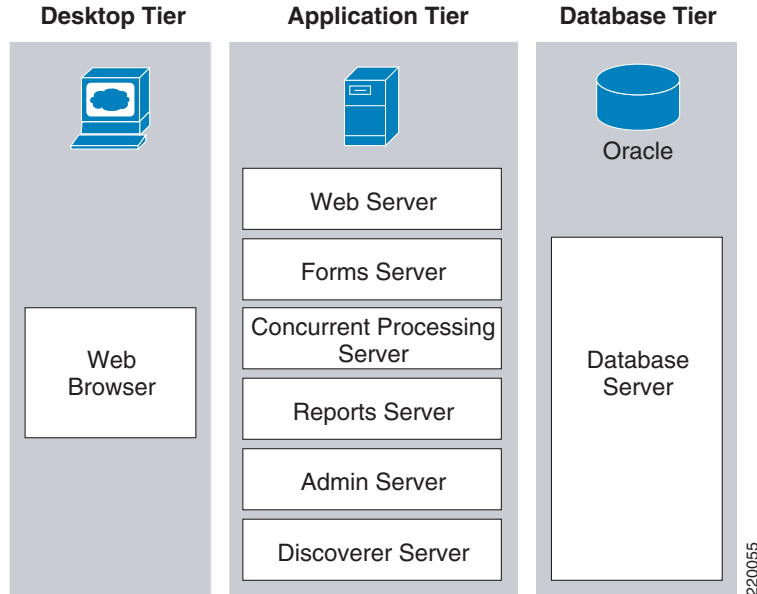 Desktop Tier
Application Tier
Database Tier
Oracle
Web Server
Forms Server
Concurrent Processing
Server
Reports Server
Admin Server
Discoverer Server
Web
Browser
Database
Server
220055